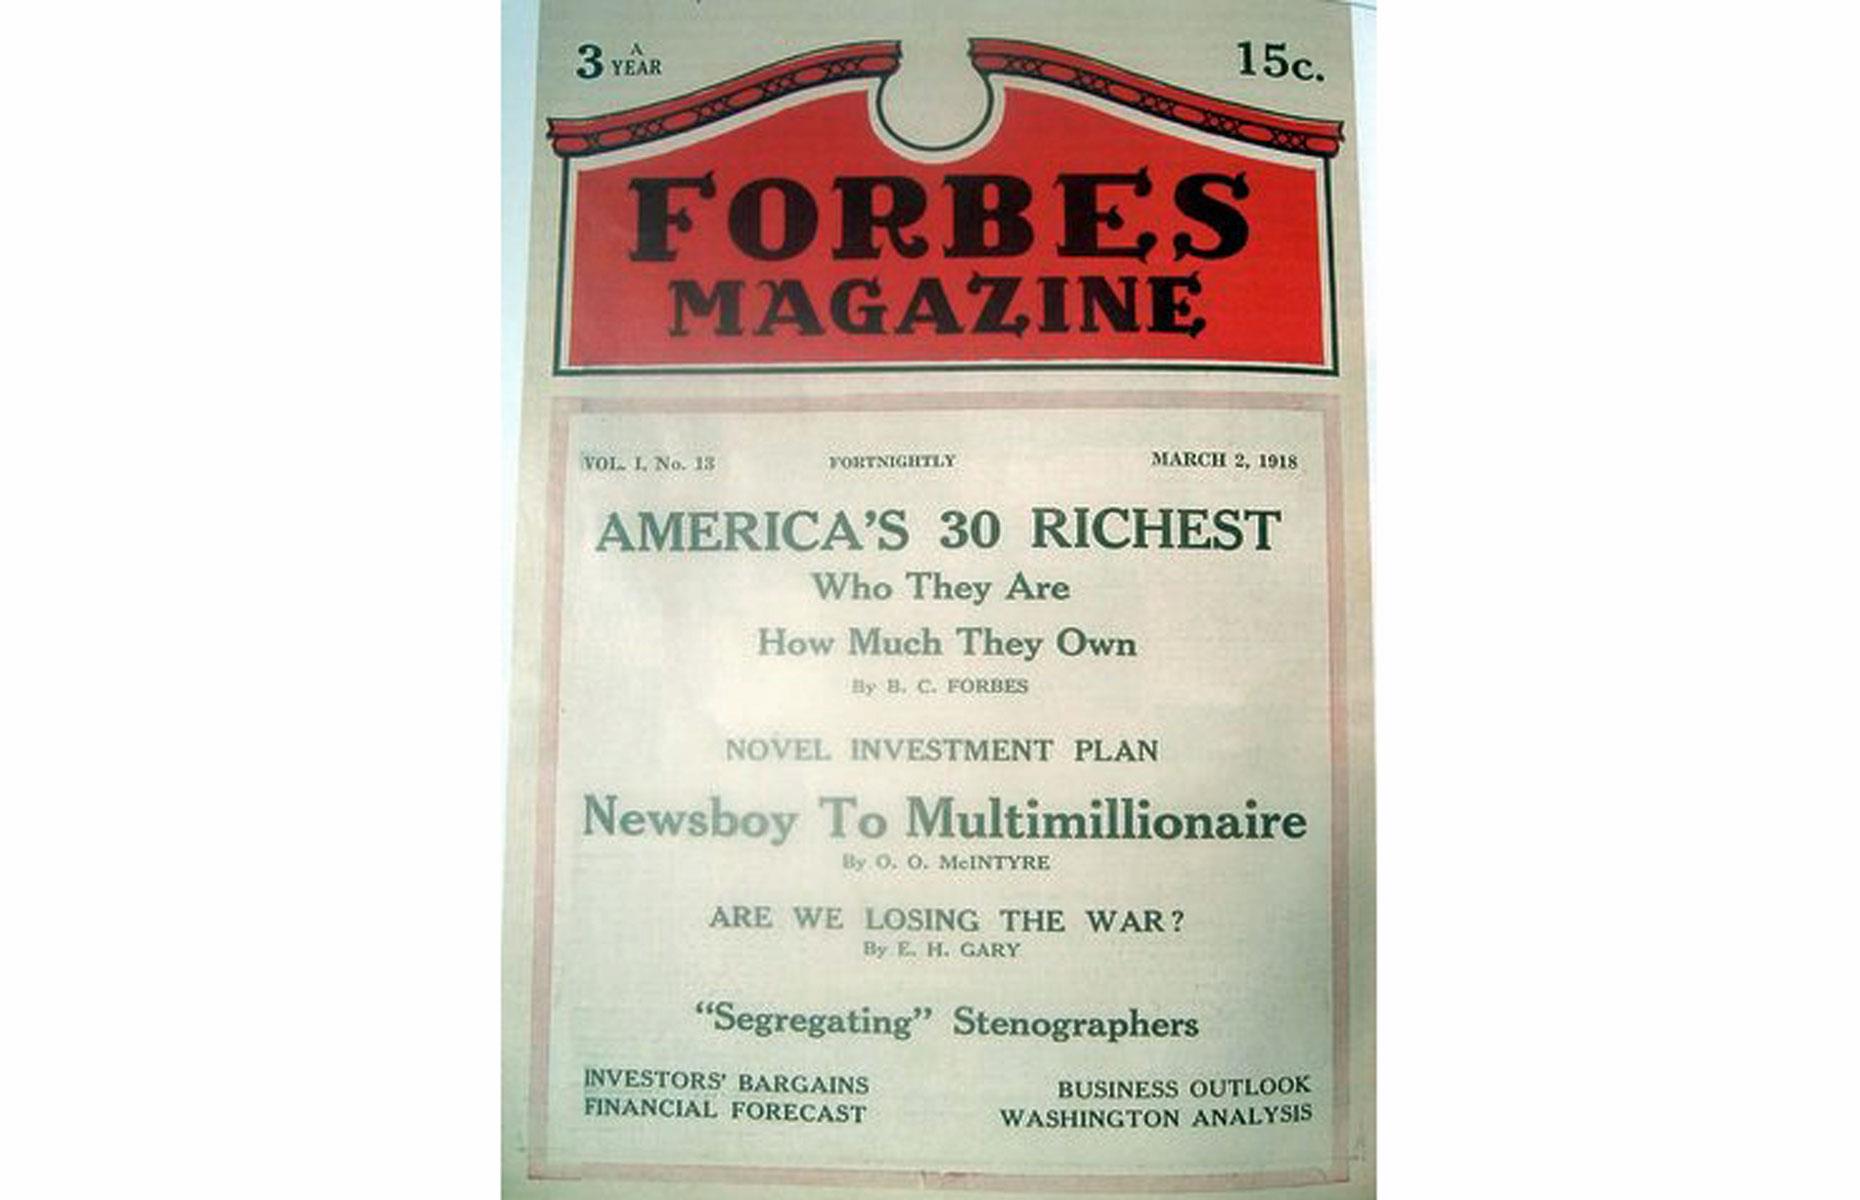 3 A YEAR
15c.
FORBES
MAGAZINE
VOL. I, No. 13 FORTNIGHTLY MARCH 2, 1918
AMERICA'S 30 RICHEST
Who They Are
How Much They Own
By B. C. FORBES
NOVEL INVESTMENT PLAN
Newsboy To Multimillionaire
By O. O. McINTYRE
ARE WE LOSING THE WAR?
By E. H. GARY
“Segregating” Stenographers
INVESTORS' BARGAINS
FINANCIAL FORECAST
BUSINESS OUTLOOK
WASHINGTON ANALYSIS